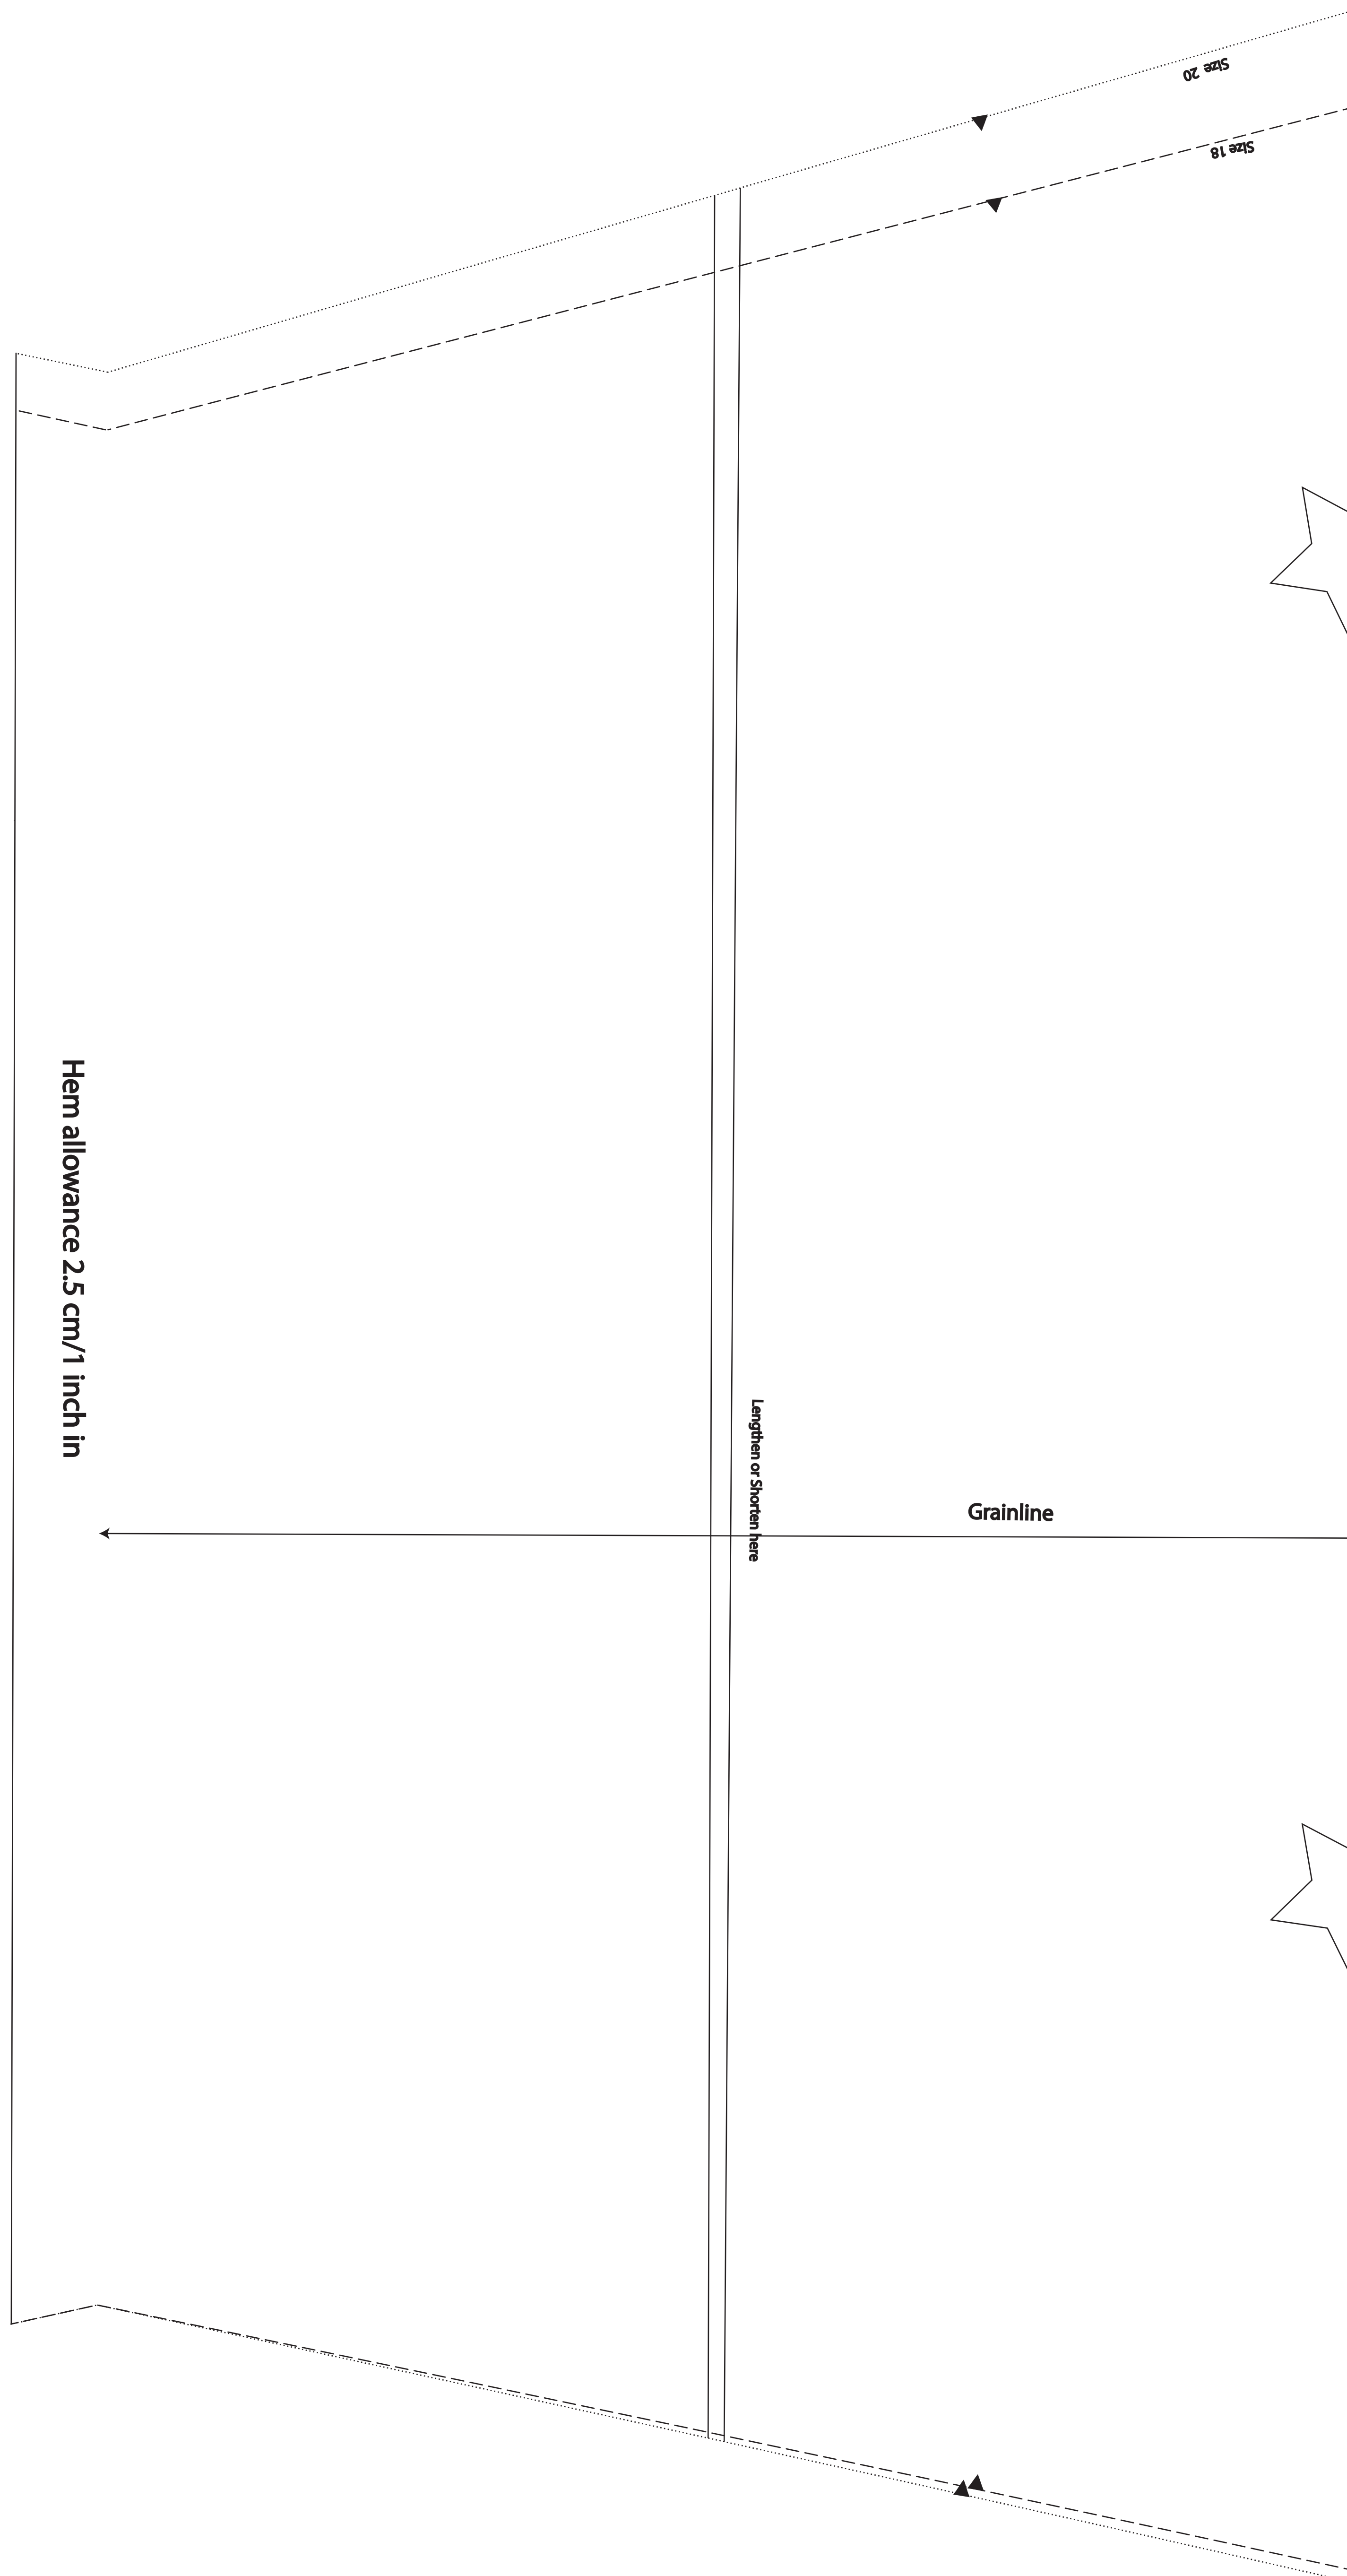 Size 20
Size 18
Hem allowance 2.5 cm/1 inch in
Lengthen or Shorten here
Grainline